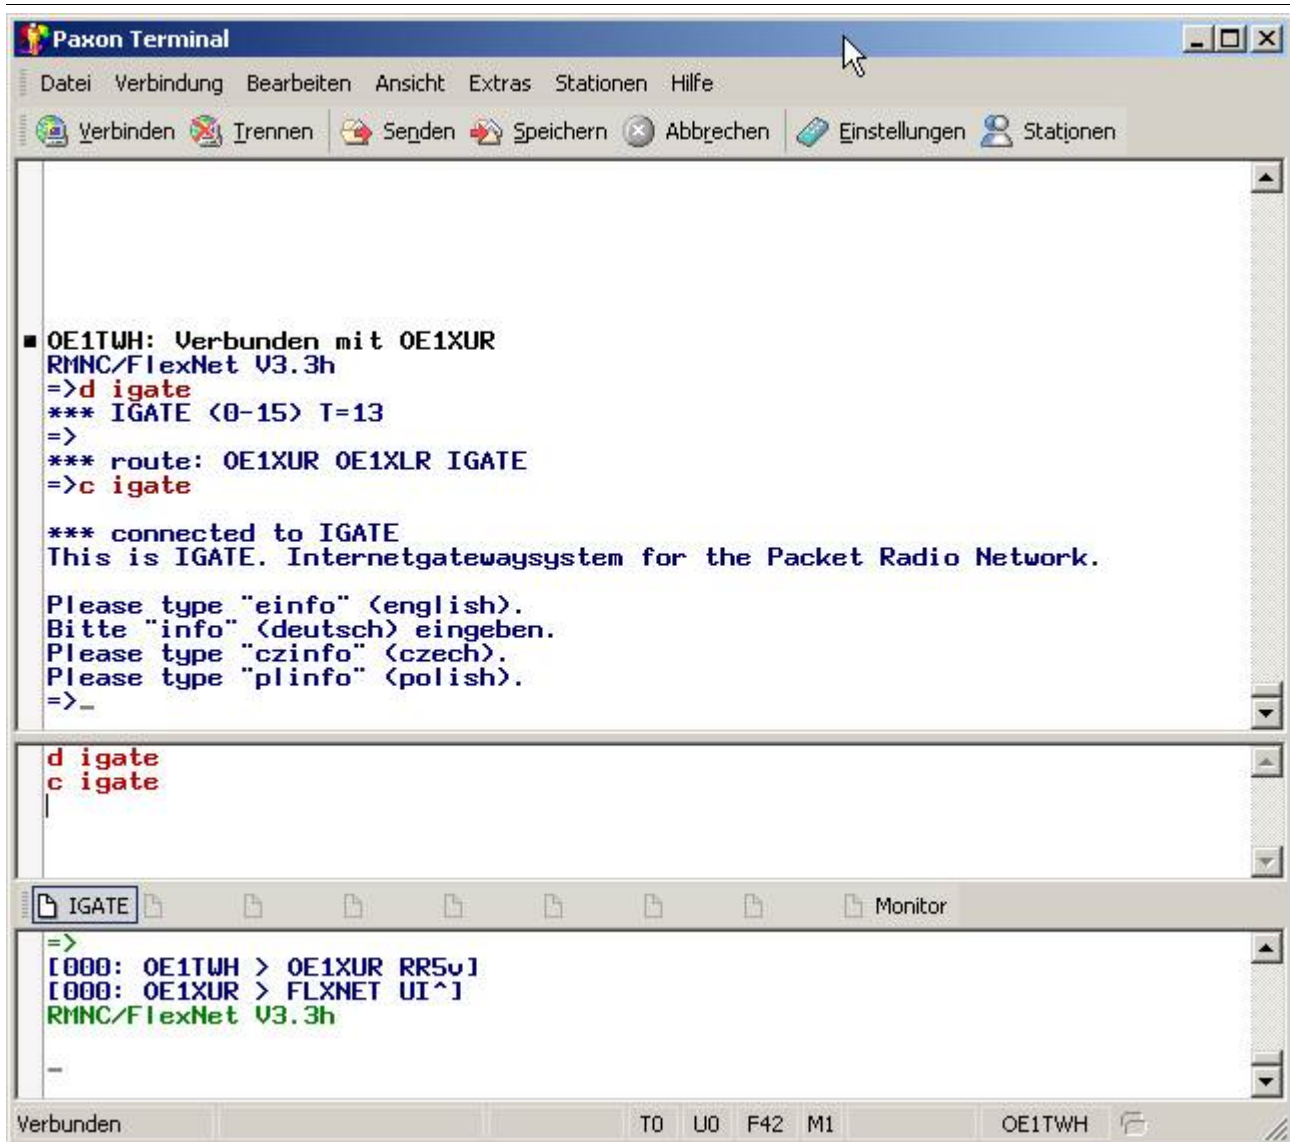 Paxon Terminal
Datei Verbindung Bearbeiten Ansicht Extras Stationen Hilfe
Verbinden Trennen Senden Speichern Abbrechen Einstellungen Stationen
OE1TWH: Verbunden mit OE1XUR
RMNC/FlexNet V3.3h
=>d igate
*** IGATE (0-15) T=13
=>
*** route: OE1XUR OE1XLR IGATE
=>c igate
*** connected to IGATE
This is IGATE. Internetgatewaysystem for the Packet Radio Network.
Please type "einfo" (english).
Bitte "info" (deutsch) eingeben.
Please type "czinfo" (czech).
Please type "plinfo" (polish).
=>_
d igate
c igate
IGATE Monitor
=>
[000: OE1TWH > OE1XUR RR5v]
[000: OE1XUR > FLXNET UI^]
RMNC/FlexNet V3.3h
_
Verbunden T0 U0 F42 M1 OE1TWH